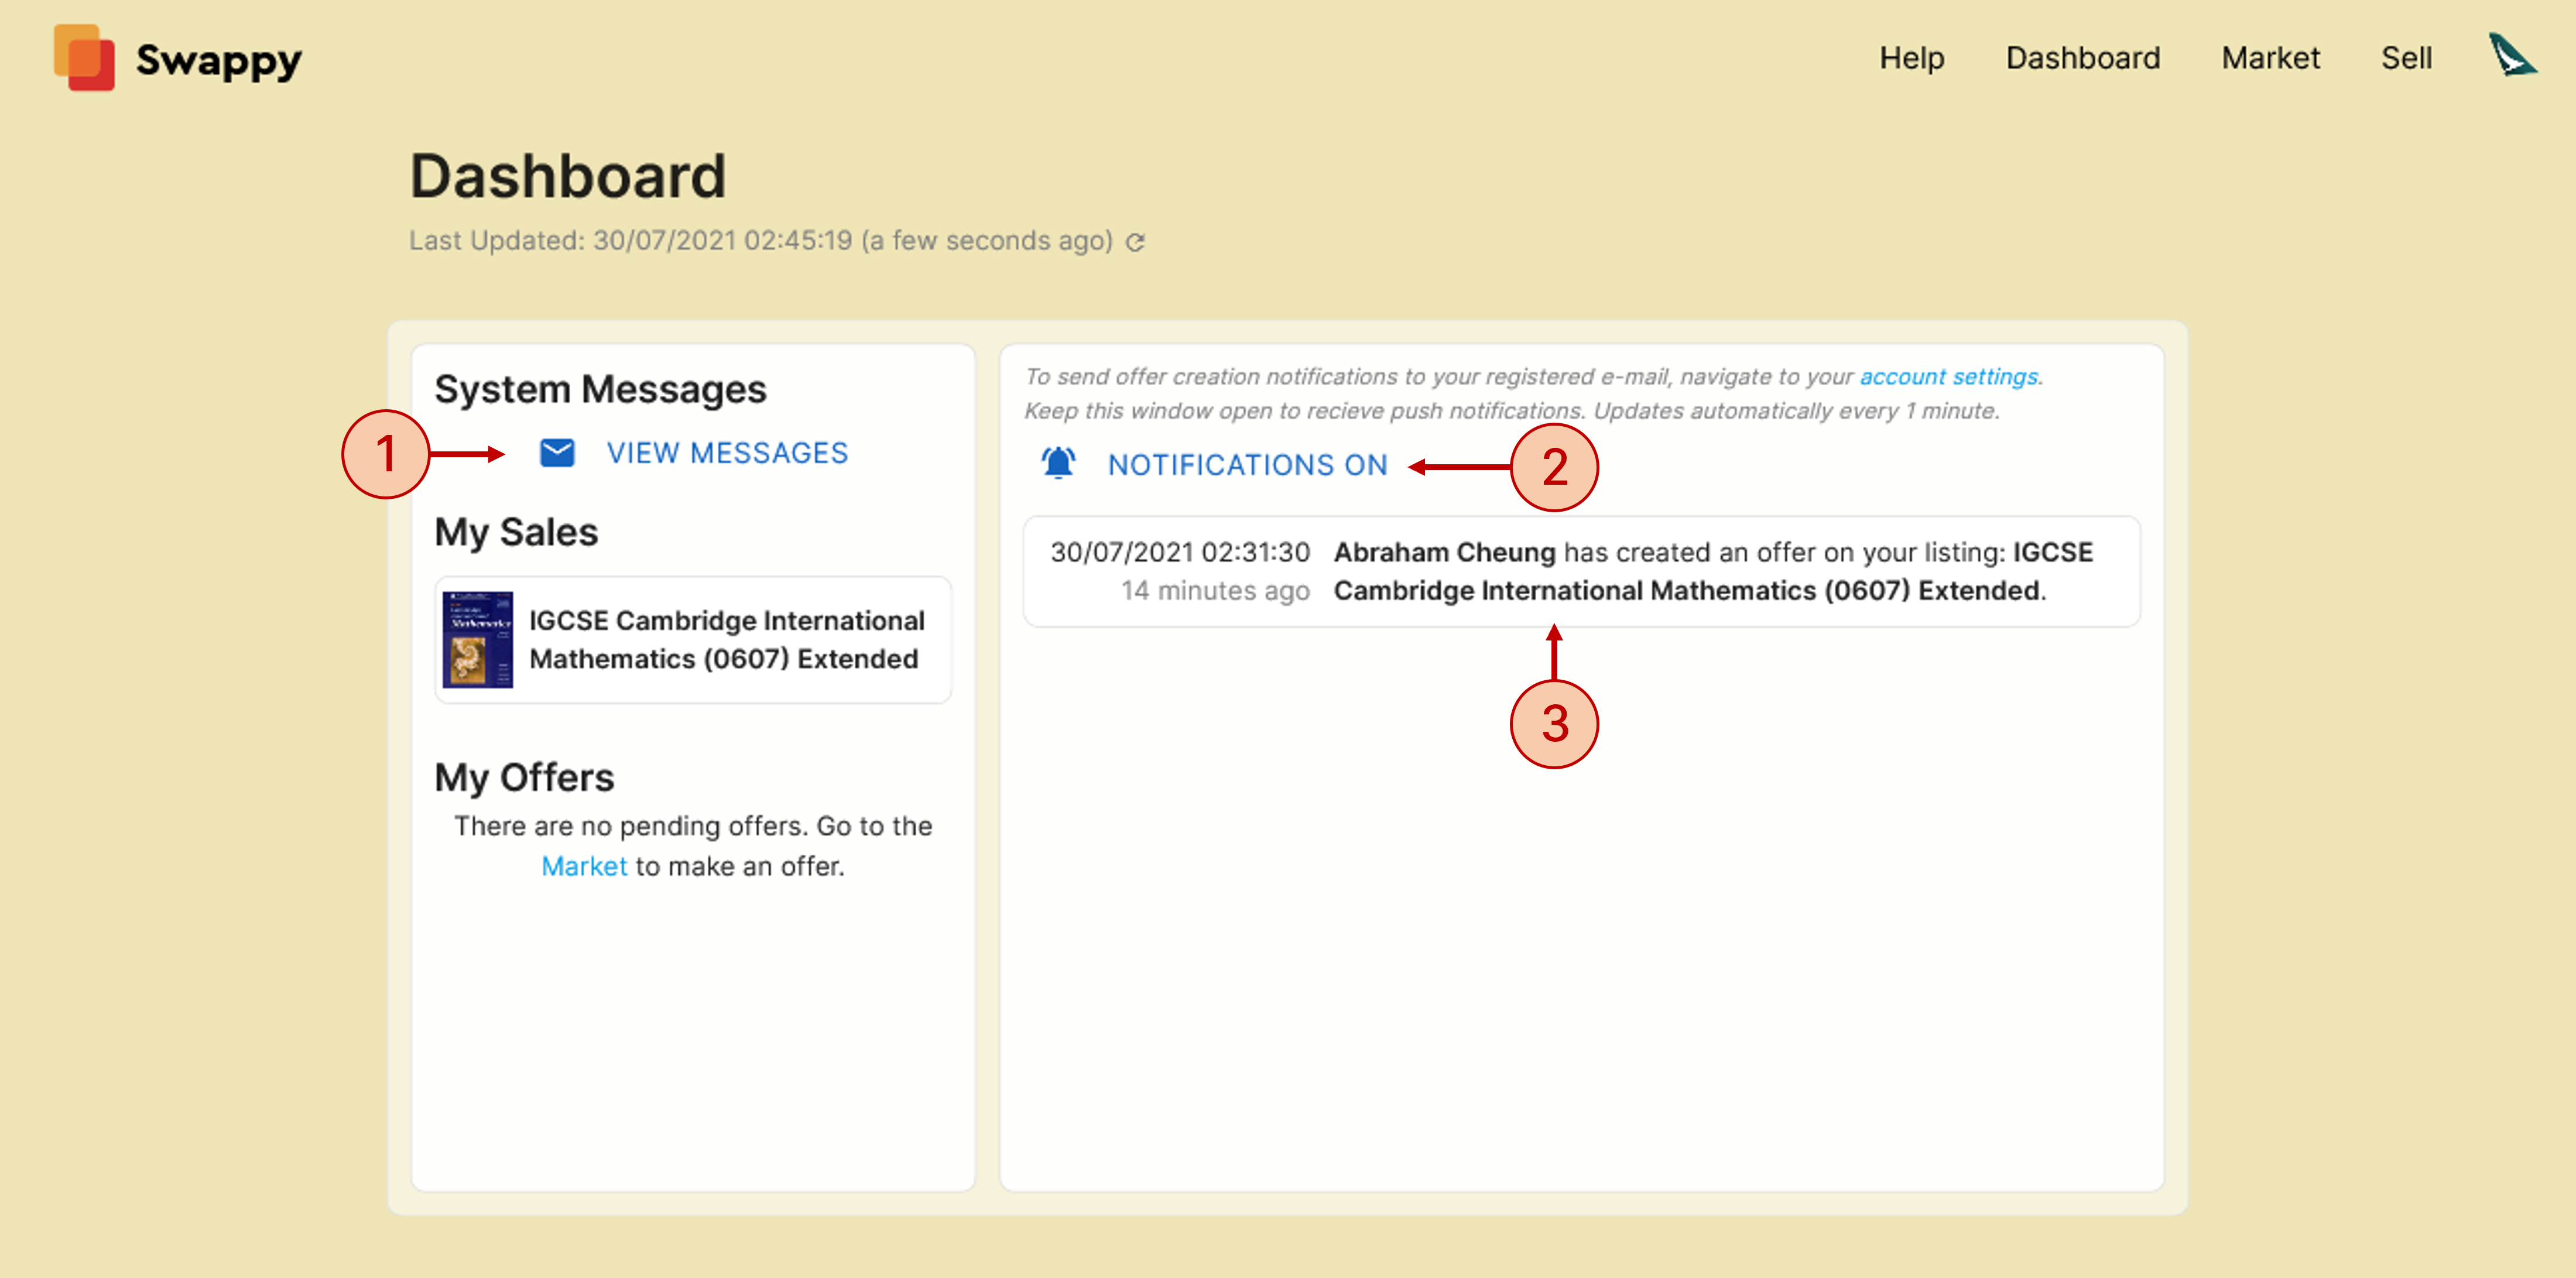 Swappy
Help Dashboard Market Sell
Dashboard
Last Updated: 30/07/2021 02:45:19 (a few seconds ago)
System Messages
1
VIEW MESSAGES
My Sales
Mathematics
IGCSE Cambridge International
Mathematics (0607) Extended
My Offers
There are no pending offers. Go to the
Market to make an offer.
To send offer creation notifications to your registered e-mail, navigate to your account settings.
Keep this window open to recieve push notifications. Updates automatically every 1 minute.
NOTIFICATIONS ON
2
30/07/2021 02:31:30 Abraham Cheung has created an offer on your listing: IGCSE
14 minutes ago Cambridge International Mathematics (0607) Extended.
3